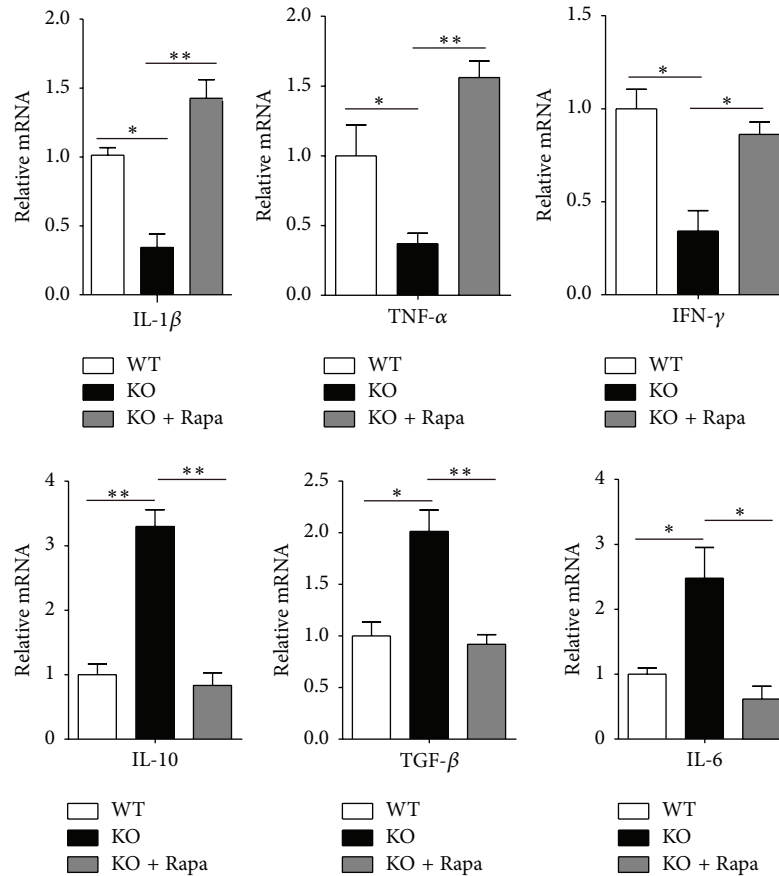 2.0
1.5
1.0
0.5
0.0
Relative mRNA
*
**
IL-1β
WT
KO
KO + Rapa
2.0
1.5
1.0
0.5
0.0
Relative mRNA
*
**
TNF-α
WT
KO
KO + Rapa
1.5
1.0
0.5
0.0
Relative mRNA
*
*
IFN-γ
WT
KO
KO + Rapa
4
3
2
1
0
Relative mRNA
**
**
IL-10
WT
KO
KO + Rapa
2.5
2.0
1.5
1.0
0.5
0.0
Relative mRNA
*
**
TGF-β
WT
KO
KO + Rapa
4
3
2
1
0
Relative mRNA
*
*
IL-6
WT
KO
KO + Rapa